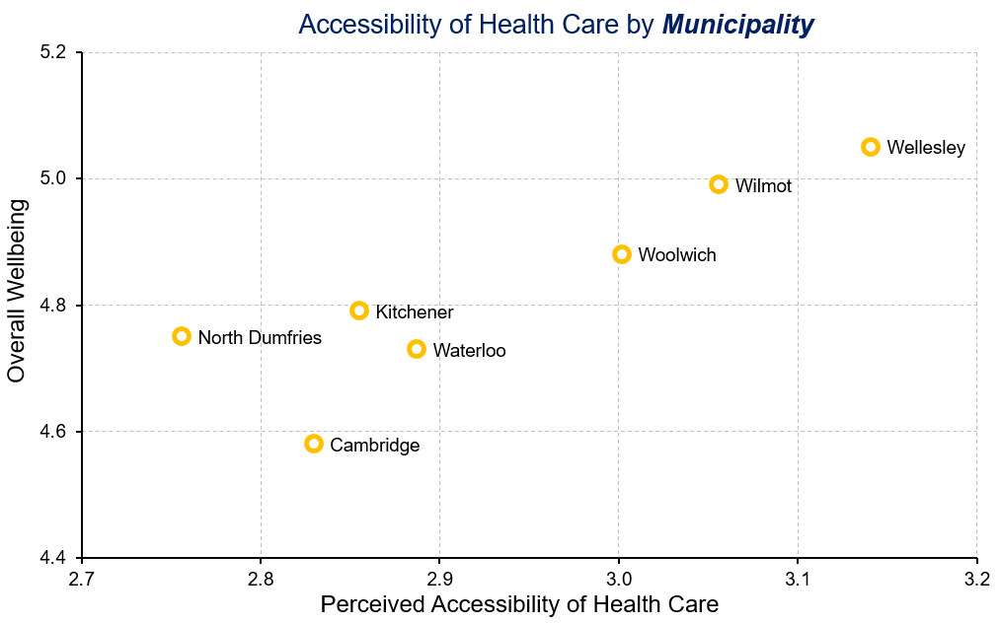 Accessibility of Health Care by Municipality
5.2
Wellesley
5.0
Wilmot
Overall Wellbeing
Woolwich
4.8
Kitchener
North Dumfries
Waterloo
4.6
Cambridge
4.4
2.7 2.8 2.9 3.0 3.1 3.2
Perceived Accessibility of Health Care